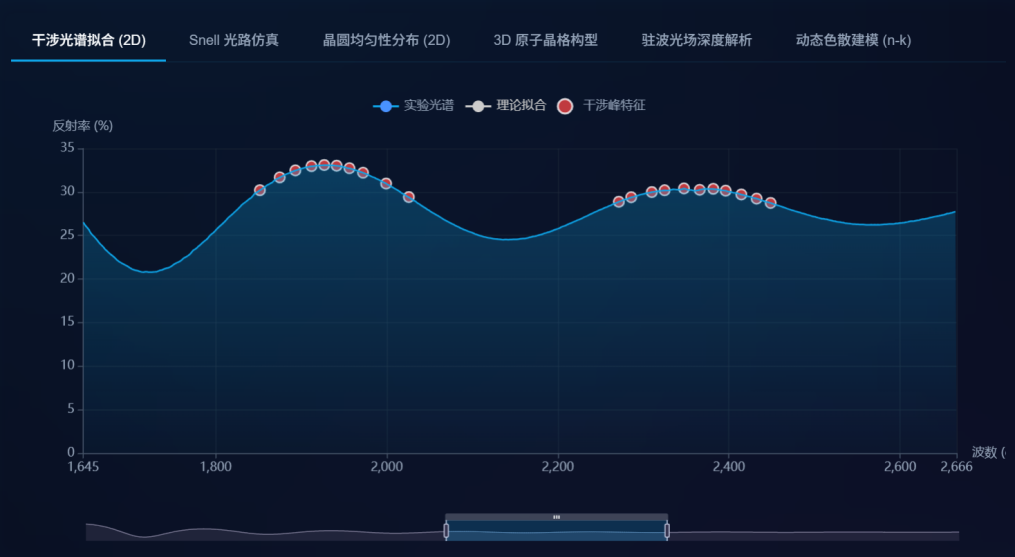 干涉光谱拟合 (2D) Snell 光路仿真 晶圆均匀性分布 (2D) 3D 原子晶格构型 驻波光场深度解析 动态色散建模 (n-k)
实验光谱 理论拟合 干涉峰特征
反射率 (%)
35
30
25
20
15
10
5
0
波数 (
1,645 1,800 2,000 2,200 2,400 2,600 2,666